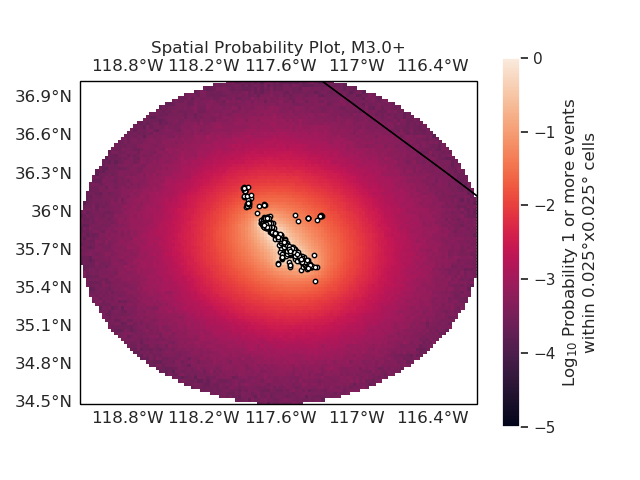 Spatial Probability Plot, M3.0+
118.8°W 118.2°W 117.6°W 117°W 116.4°W
36.9°N
36.6°N
36.3°N
36°N
35.7°N
35.4°N
35.1°N
34.8°N
34.5°N
118.8°W 118.2°W 117.6°W 117°W 116.4°W
0
−1
−2
−3
−4
−5
Log₁₀ Probability 1 or more events
within 0.025°x0.025° cells